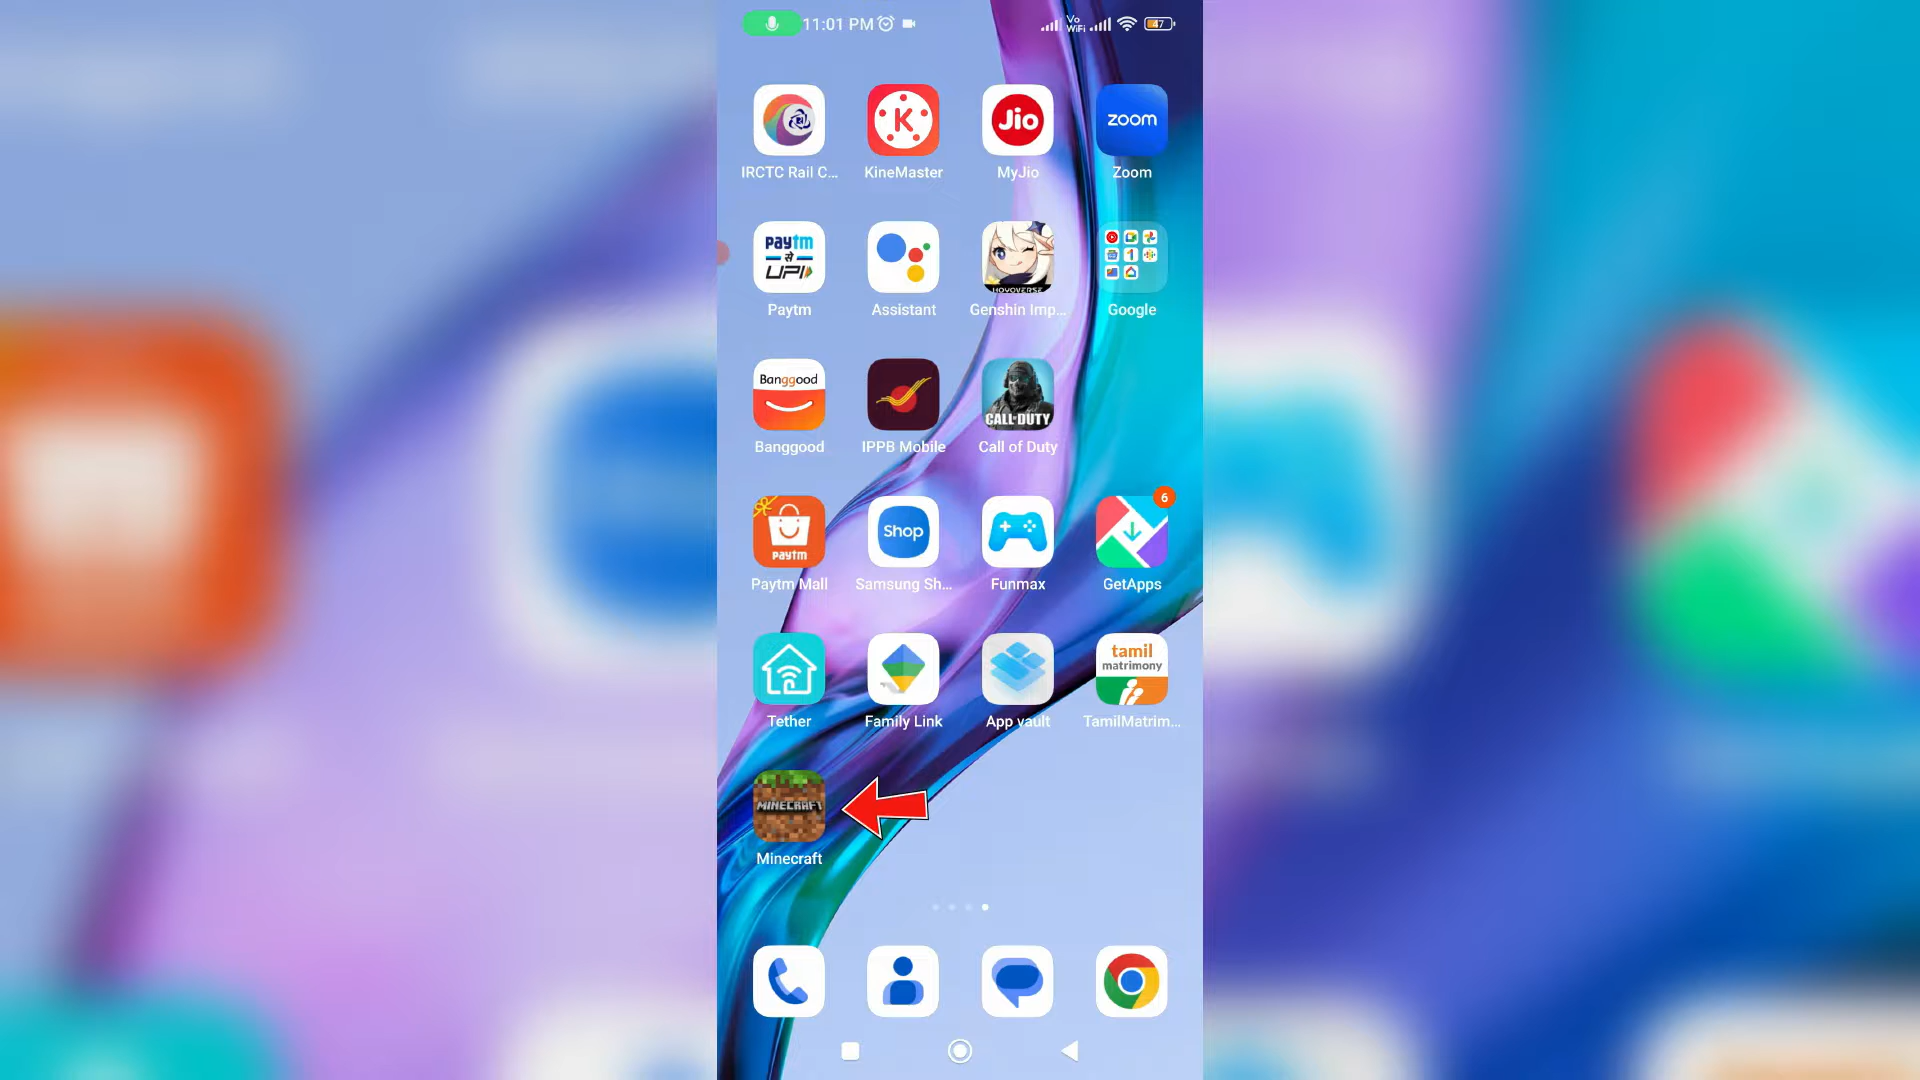 11:01 PM
Vo
WiFi
47
K
Jio
zoom
IRCTC Rail C...
KineMaster
MyJio
Zoom
paytm
से
UPI
HOYOVERSE
1
Paytm
Assistant
Genshin Imp...
Google
Banggood
CALL OF DUTY
Banggood
IPPB Mobile
Call of Duty
6
paytm
Shop
Paytm Mall
Samsung Sh...
Funmax
GetApps
tamil
matrimony
Tether
Family Link
App vault
TamilMatrim...
MINECRAFT
Minecraft